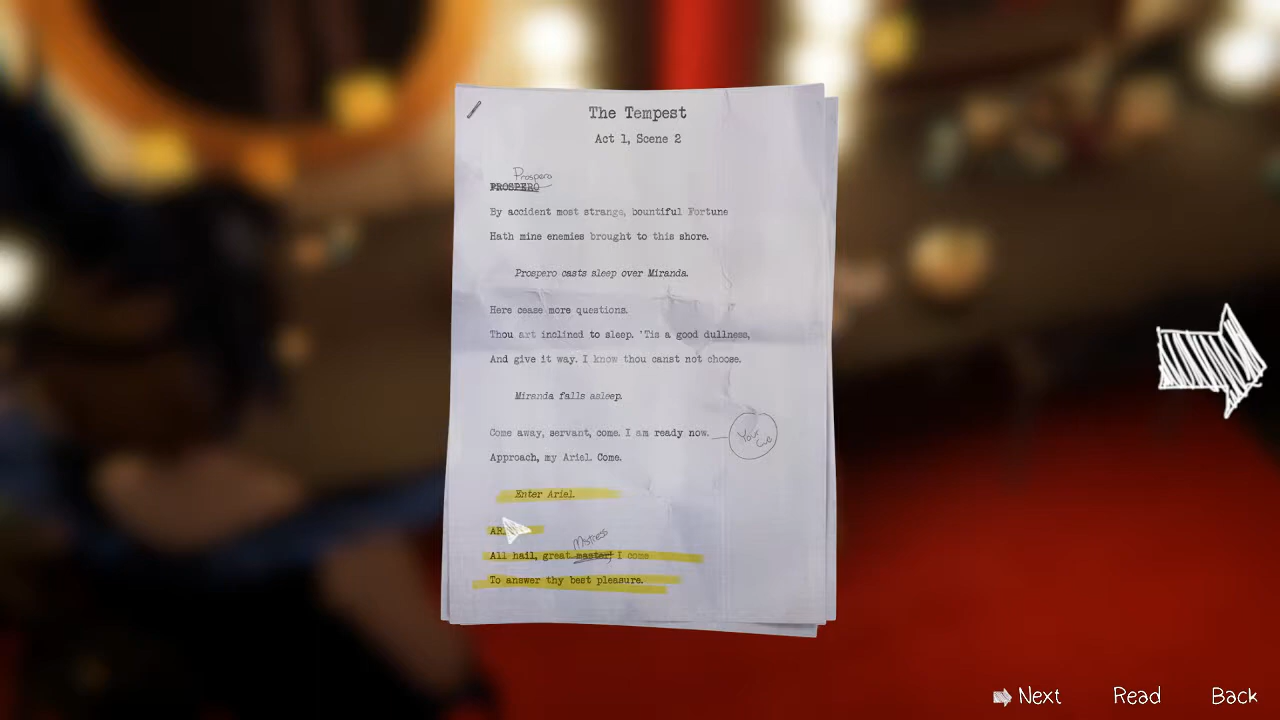 The Tempest
Act 1, Scene 2
Prospero
PROSPERO
By accident most strange, bountiful Fortune
Hath mine enemies brought to this shore.
Prospero casts sleep over Miranda.
Here cease more questions.
Thou art inclined to sleep. 'Tis a good dullness,
And give it way. I know thou canst not choose.
Miranda falls asleep.
Come away, servant, come. I am ready now.
Your cue
Approach, my Ariel. Come.
Enter Ariel
Mistress
All hail, great master! I come
To answer thy best pleasure.
Next Read Back